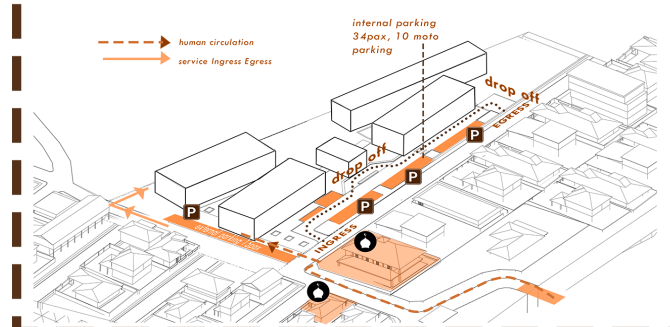 internal parking
34pax, 10 moto
parking
human circulation
service Ingress Egress
drop off
EGRESS
P
drop off
P
P
P
INGRESS